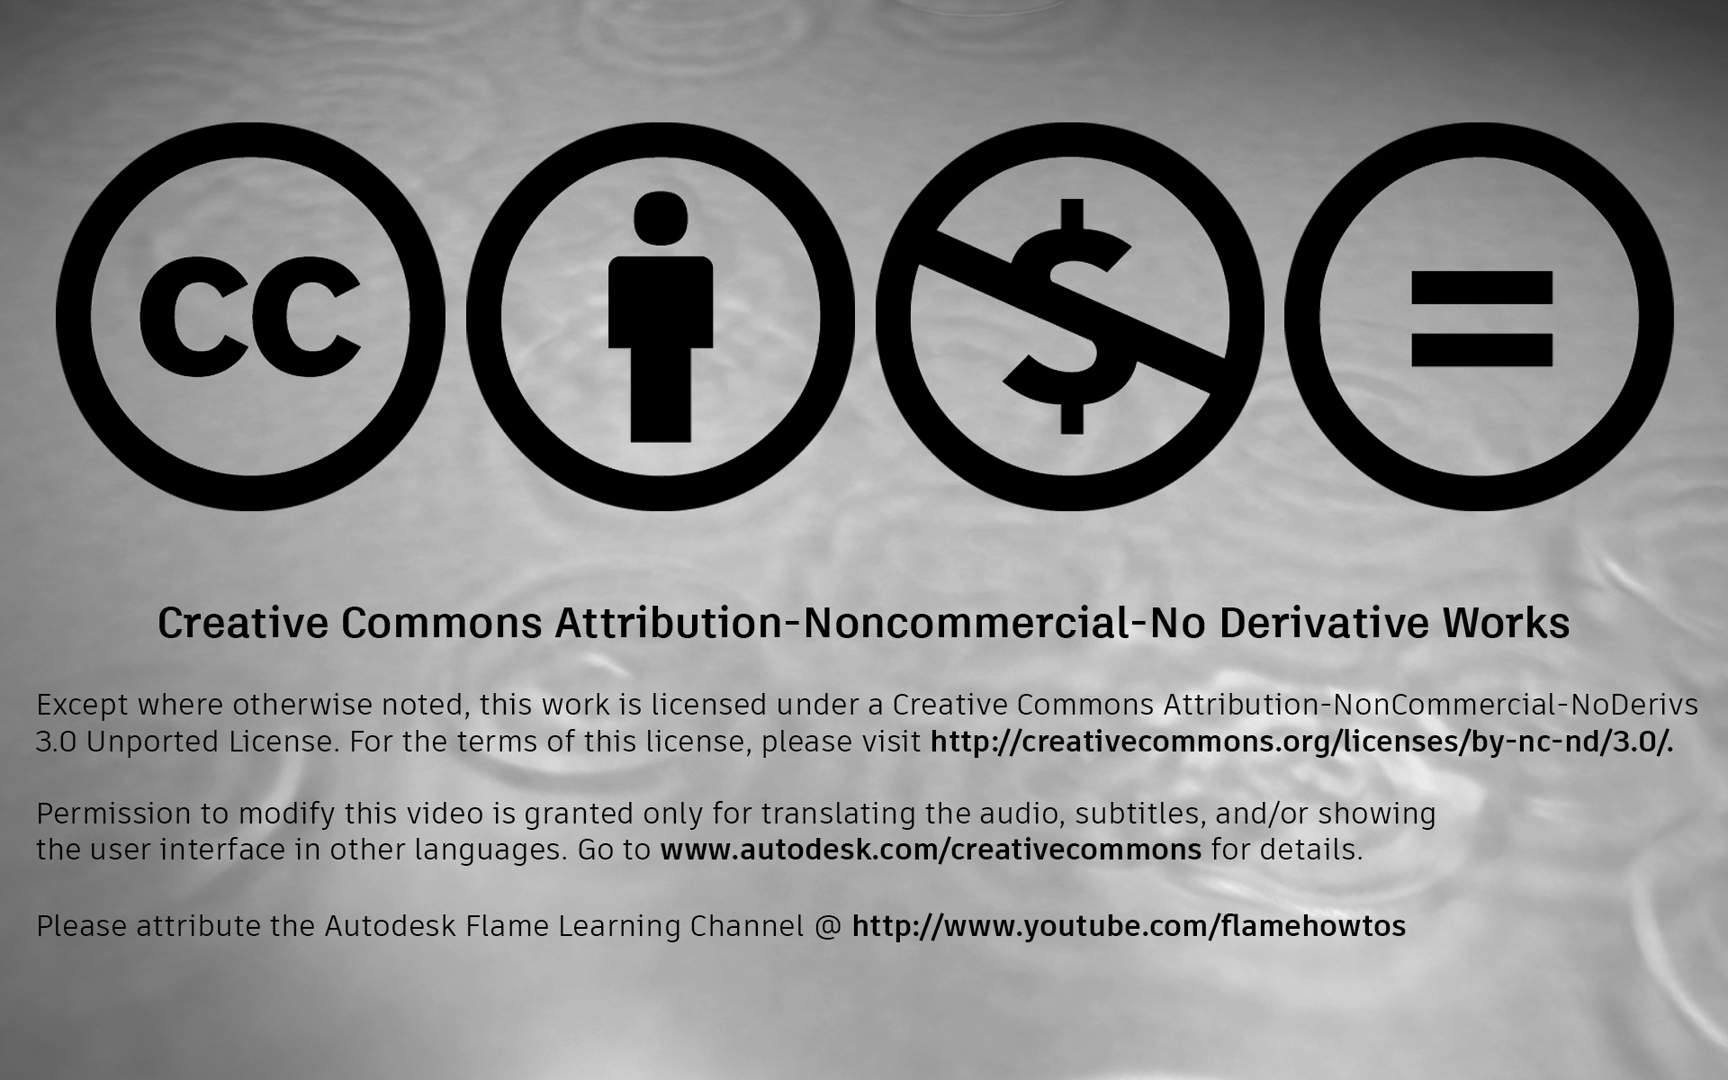 cc
$
=
Creative Commons Attribution-Noncommercial-No Derivative Works
Except where otherwise noted, this work is licensed under a Creative Commons Attribution-NonCommercial-NoDerivs
3.0 Unported License. For the terms of this license, please visit http://creativecommons.org/licenses/by-nc-nd/3.0/.
Permission to modify this video is granted only for translating the audio, subtitles, and/or showing
the user interface in other languages. Go to www.autodesk.com/creativecommons for details.
Please attribute the Autodesk Flame Learning Channel @ http://www.youtube.com/flamehowtos